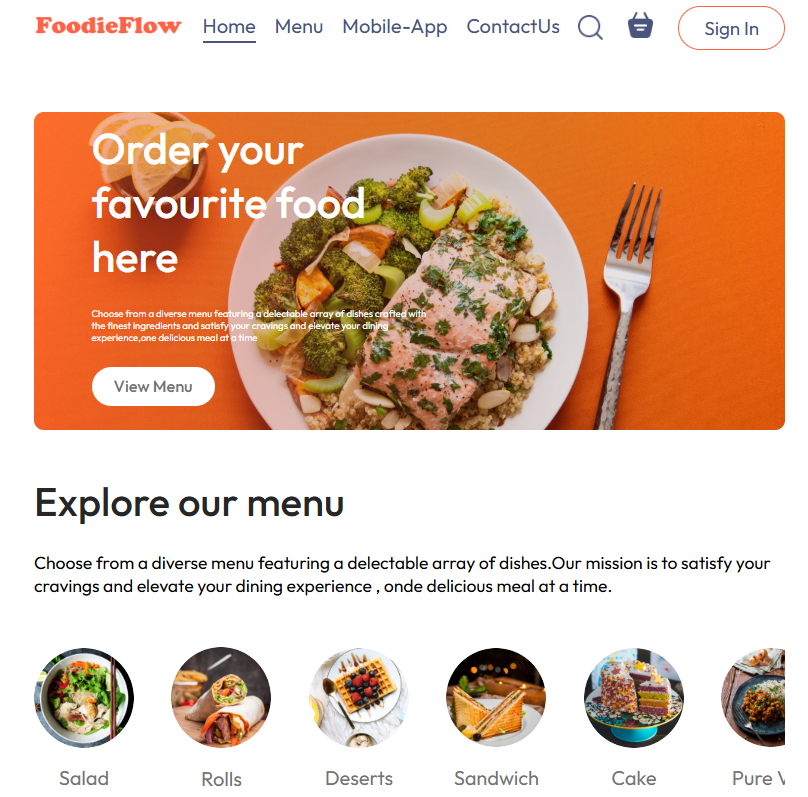 FoodieFlow Home Menu Mobile-App ContactUs Sign In
Order your
favourite food
here
Choose from a diverse menu featuring a delectable array of dishes crafted with
the finest ingredients and satisfy your cravings and elevate your dining
experience,one delicious meal at a time
View Menu
Explore our menu
Choose from a diverse menu featuring a delectable array of dishes.Our mission is to satisfy your
cravings and elevate your dining experience , onde delicious meal at a time.
Salad Rolls Deserts Sandwich Cake Pure V